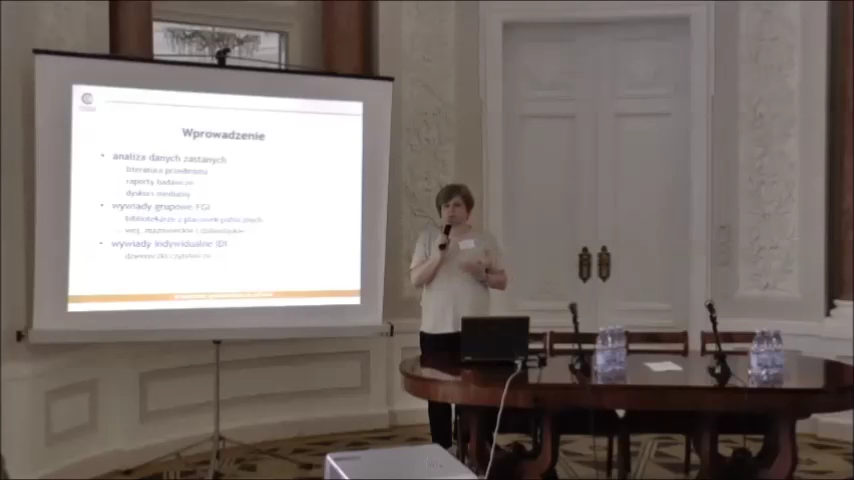 Wprowadzenie
• analiza danych zastanych
literatura przedmiotu
raporty badawcze
dyskurs medialny
• wywiady grupowe FGI
bibliotekarze z placówek publicznych
woj. mazowieckie i
• wywiady indywidualne IDI